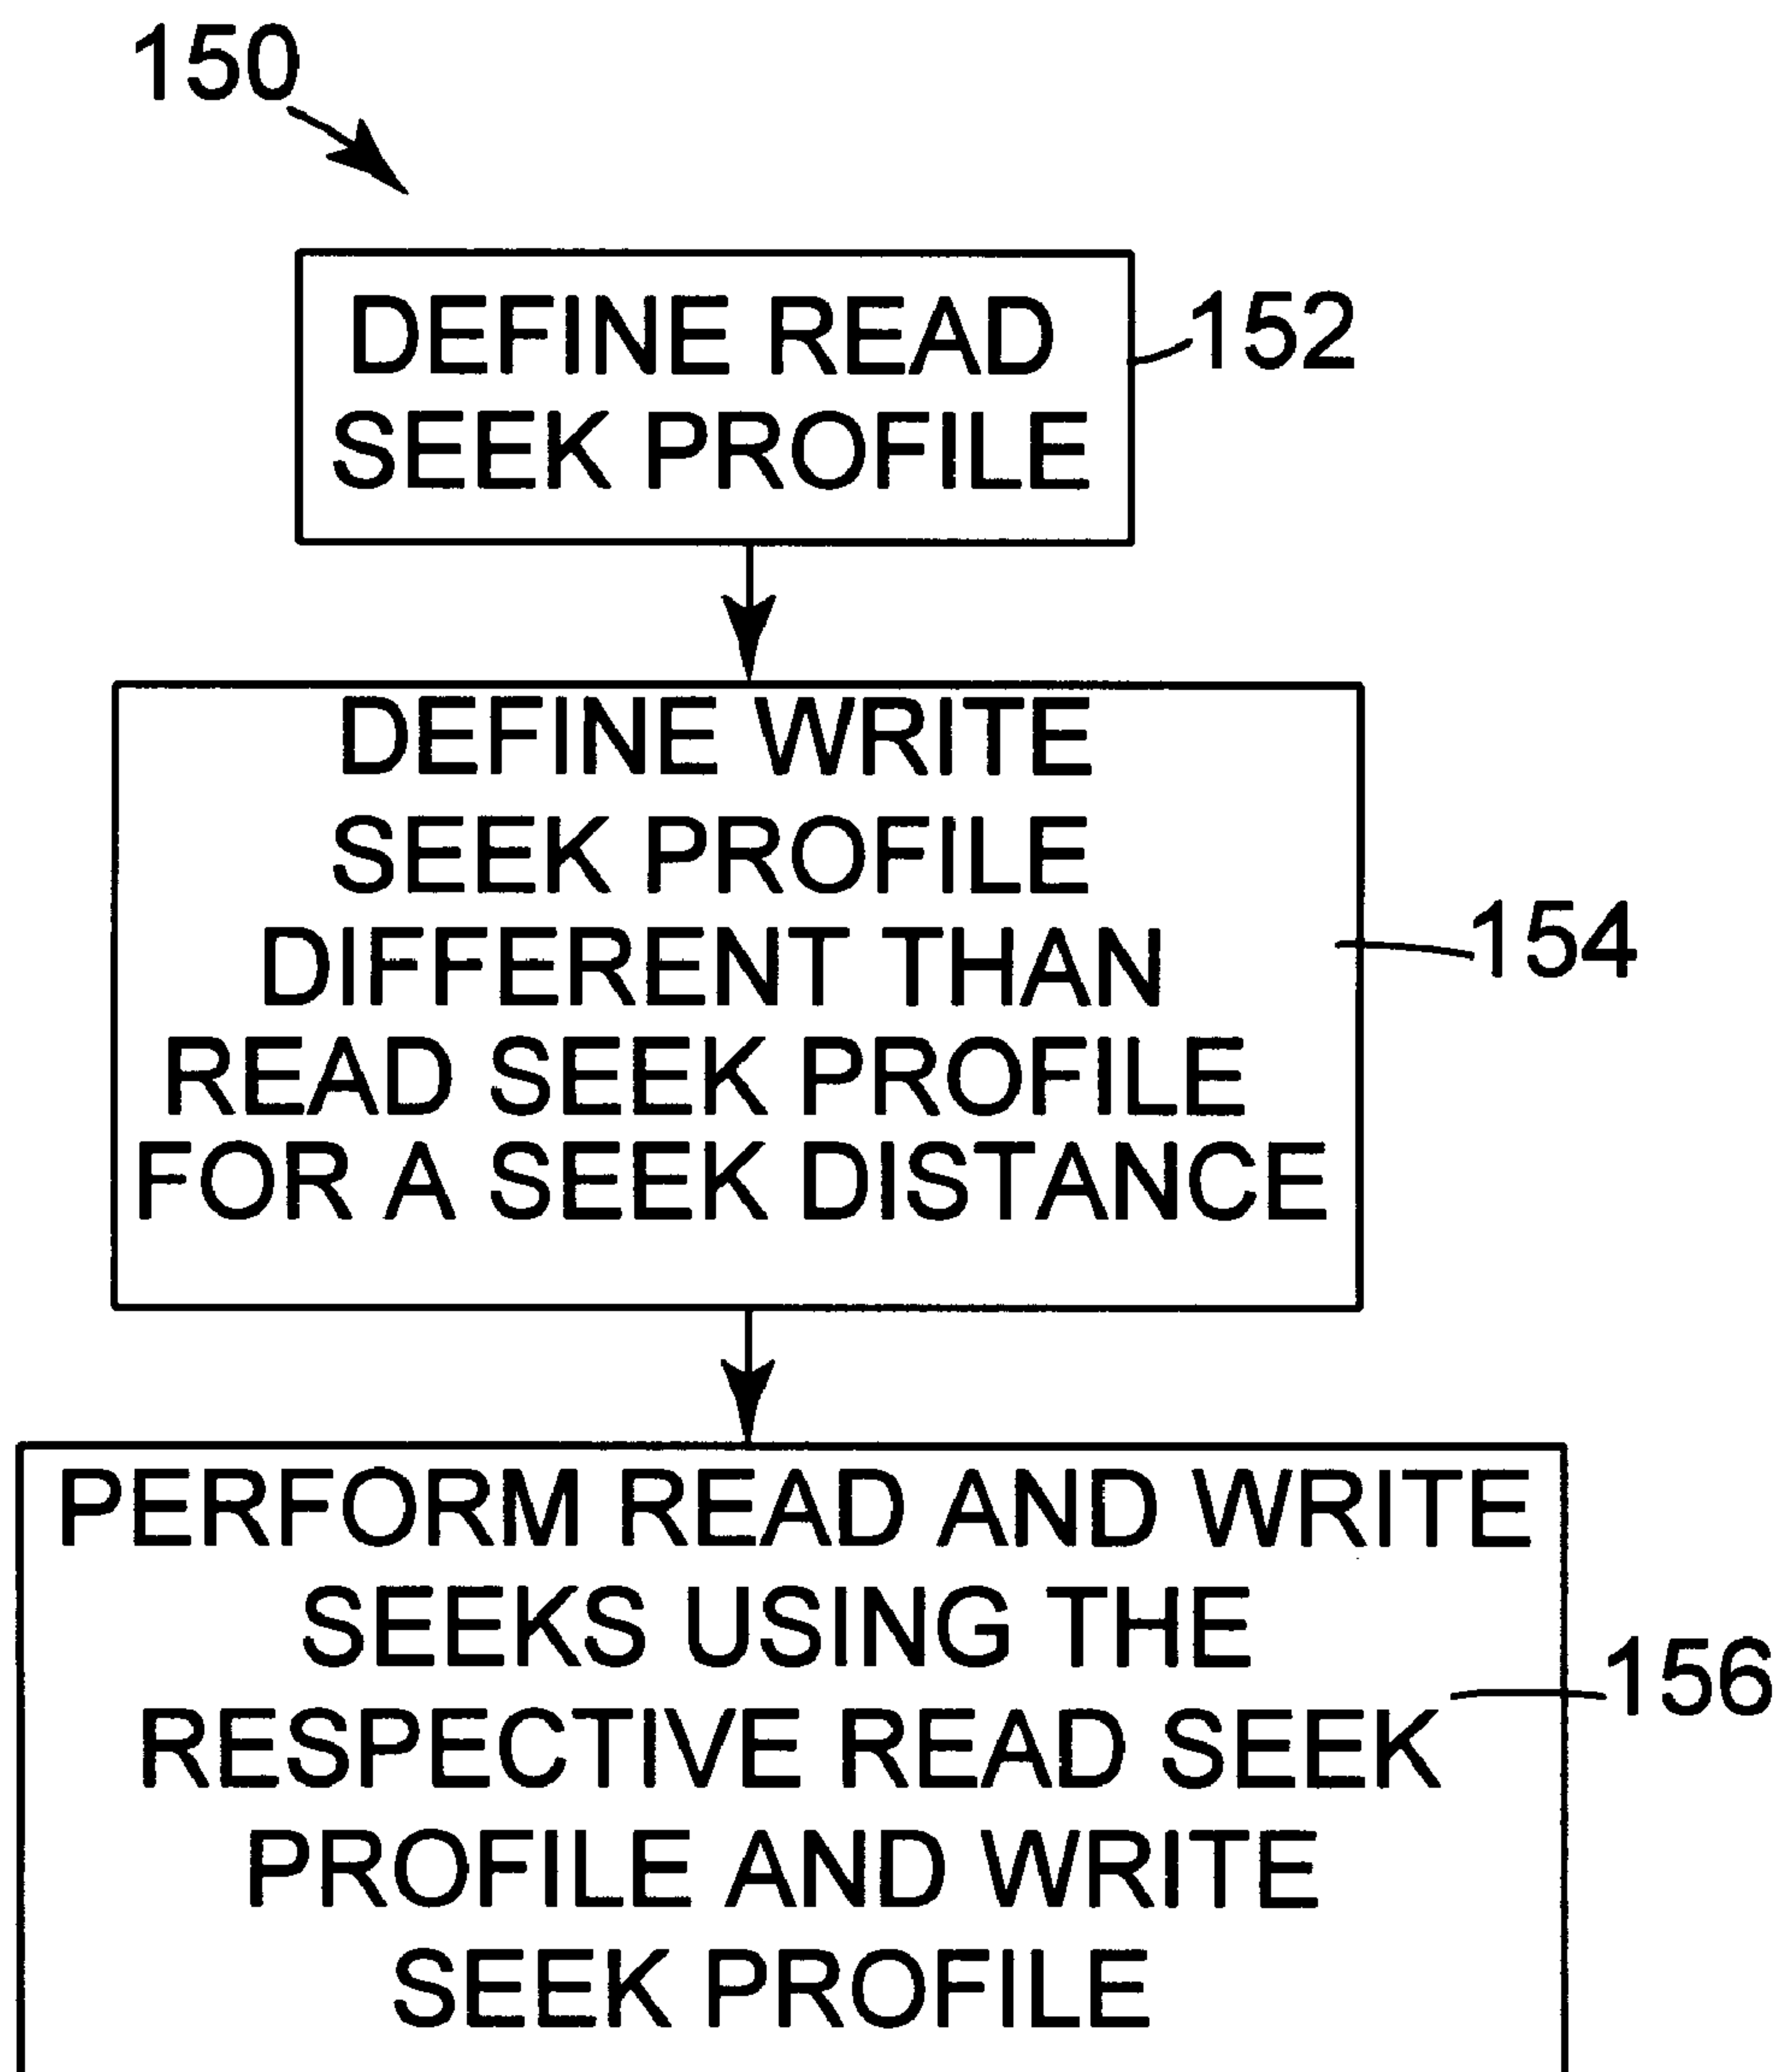 150
DEFINE READ
SEEK PROFILE
152
DEFINE WRITE
SEEK PROFILE
DIFFERENT THAN
READ SEEK PROFILE
FOR A SEEK DISTANCE
154
PERFORM READ AND WRITE
SEEKS USING THE
RESPECTIVE READ SEEK
PROFILE AND WRITE
SEEK PROFILE
156